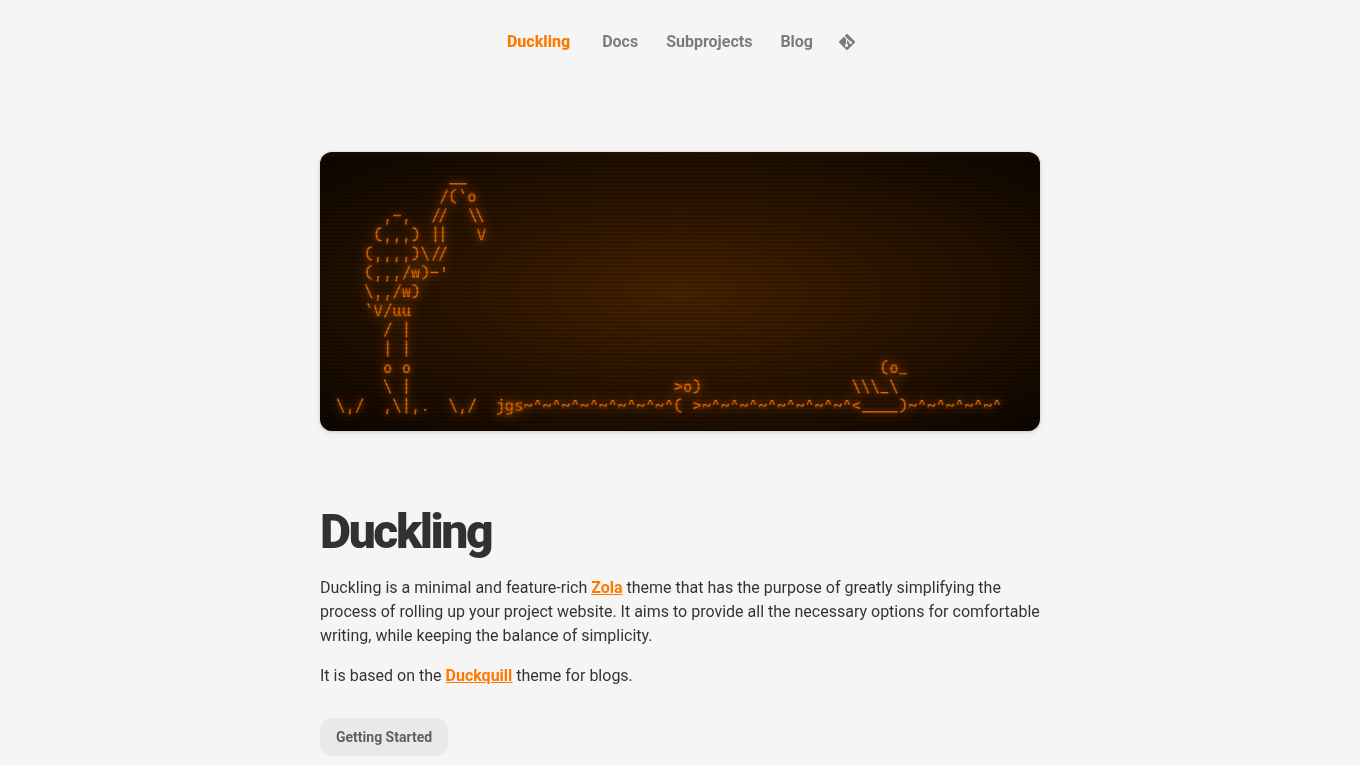 Duckling Docs Subprojects Blog
                __
               /(`o
         ,-,  //  \\
        (,,,) ||   V
       (,,,,)\//
       (,,,/w)-'
       \,,/w)
       `V/uu
         / |
         | |
         o o                                                  (o_
         \ |                            >o)                \\\_\
    \,/  ,\|,.  \,/  jgs~^~^~^~^~^~^~^~^( >~^~^~^~^~^~^~^~^<____)~^~^~^~^~^
Duckling
Duckling is a minimal and feature-rich Zola theme that has the purpose of greatly simplifying the
process of rolling up your project website. It aims to provide all the necessary options for comfortable
writing, while keeping the balance of simplicity.
It is based on the Duckquill theme for blogs.
Getting Started